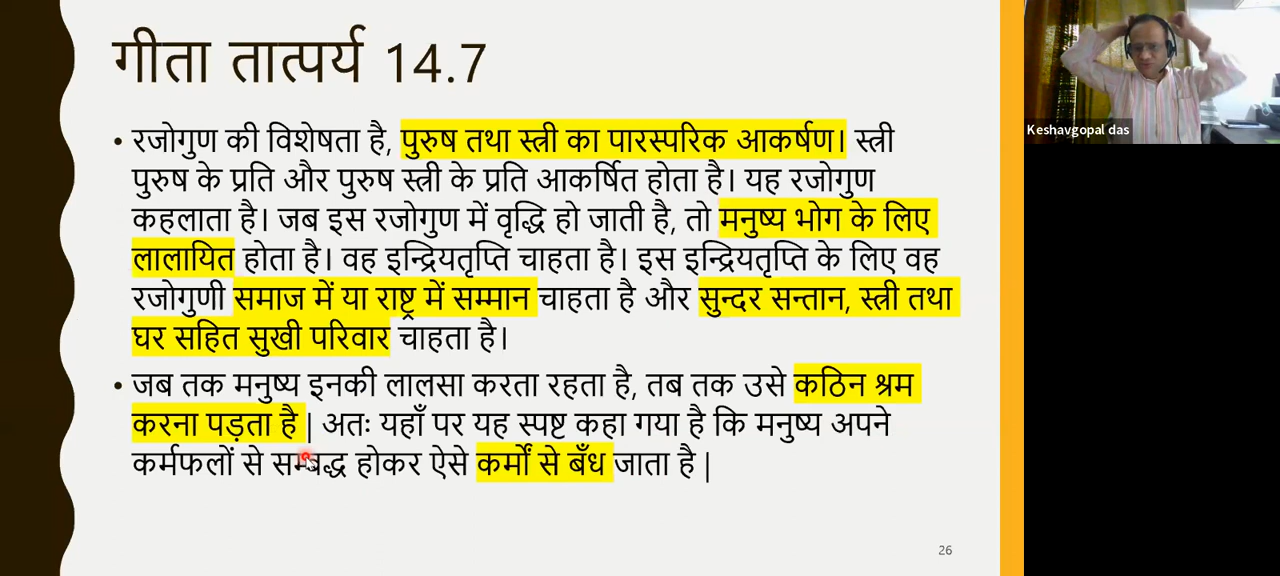 गीता तात्पर्य 14.7
• रजोगुण की विशेषता है, पुरुष तथा स्त्री का पारस्परिक आकर्षण। स्त्री
पुरुष के प्रति और पुरुष स्त्री के प्रति आकर्षित होता है। यह रजोगुण
कहलाता है। जब इस रजोगुण में वृद्धि हो जाती है, तो मनुष्य भोग के लिए
लालायित होता है। वह इन्द्रियतृप्ति चाहता है। इस इन्द्रियतृप्ति के लिए वह
रजोगुणी समाज में या राष्ट्र में सम्मान चाहता है और सुन्दर सन्तान, स्त्री तथा
घर सहित सुखी परिवार चाहता है।
• जब तक मनुष्य इनकी लालसा करता रहता है, तब तक उसे कठिन श्रम
करना पड़ता है | अतः यहाँ पर यह स्पष्ट कहा गया है कि मनुष्य अपने
कर्मफलों से सम्बद्ध होकर ऐसे कर्मों से बँध जाता है |
26
Keshavgopal das